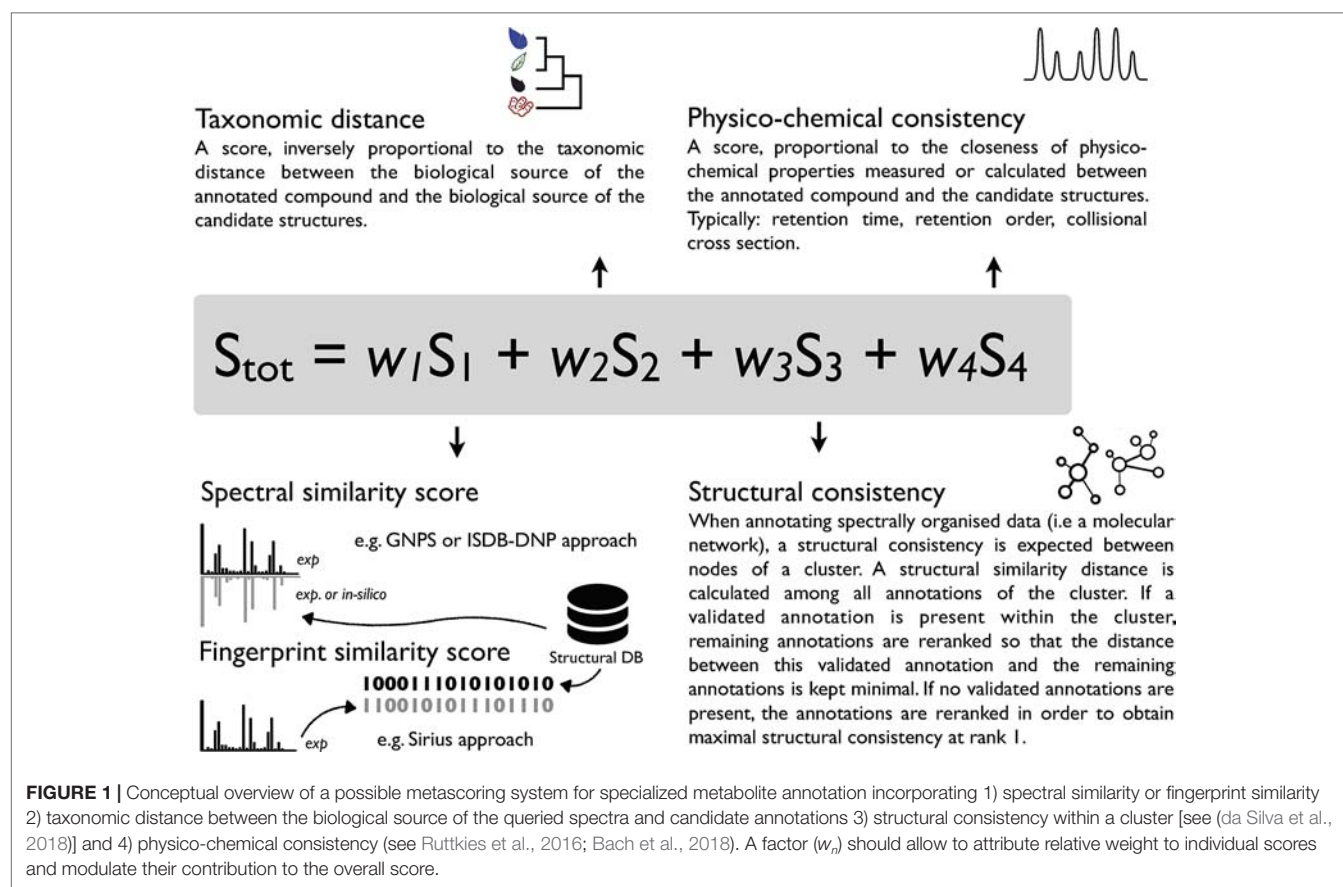 Taxonomic distance
A score, inversely proportional to the taxonomic
distance between the biological source of the
annotated compound and the biological source of the
candidate structures.
Physico-chemical consistency
A score, proportional to the closeness of physico-
chemical properties measured or calculated between
the annotated compound and the candidate structures.
Typically: retention time, retention order, collisional
cross section.
Stot = w1S1 + w2S2 + w3S3 + w4S4
Spectral similarity score
e.g. GNPS or ISDB-DNP approach
exp
exp. or in-silico
Structural DB
Fingerprint similarity score
1000111010101010
1100101011101110
exp
e.g. Sirius approach
Structural consistency
When annotating spectrally organised data (i.e a molecular
network), a structural consistency is expected between
nodes of a cluster. A structural similarity distance is
calculated among all annotations of the cluster. If a
validated annotation is present within the cluster,
remaining annotations are reranked so that the distance
between this validated annotation and the remaining
annotations is kept minimal. If no validated annotations are
present, the annotations are reranked in order to obtain
maximal structural consistency at rank 1.
FIGURE 1 | Conceptual overview of a possible metascoring system for specialized metabolite annotation incorporating 1) spectral similarity or fingerprint similarity
2) taxonomic distance between the biological source of the queried spectra and candidate annotations 3) structural consistency within a cluster [see (da Silva et al.,
2018)] and 4) physico-chemical consistency (see Ruttkies et al., 2016; Bach et al., 2018). A factor (wn) should allow to attribute relative weight to individual scores
and modulate their contribution to the overall score.